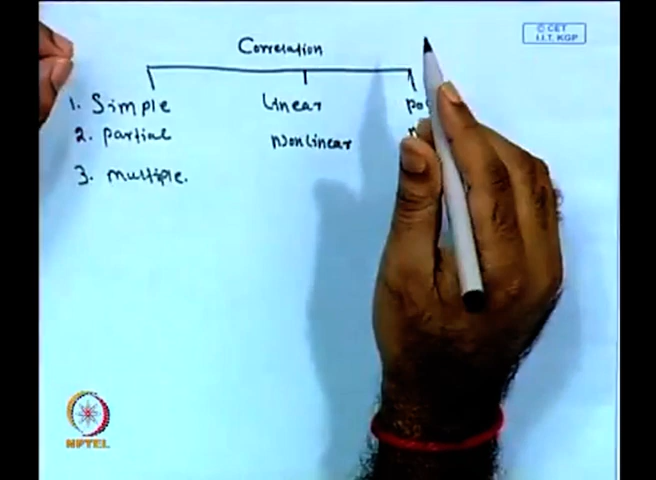 Correlation
© CET
I.I.T. KGP
1. Simple
Linear
2. partial
Nonlinear
3. multiple.
NPTEL